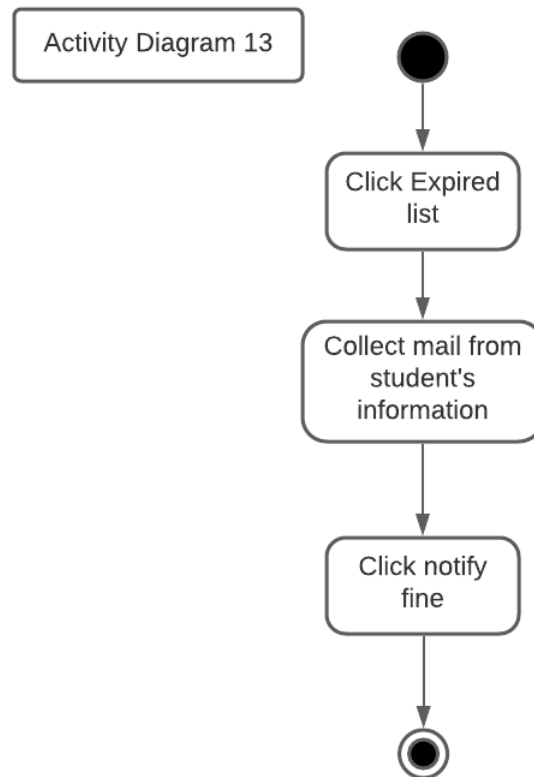 Activity Diagram 13
Click Expired
list
Collect mail from
student's
information
Click notify
fine